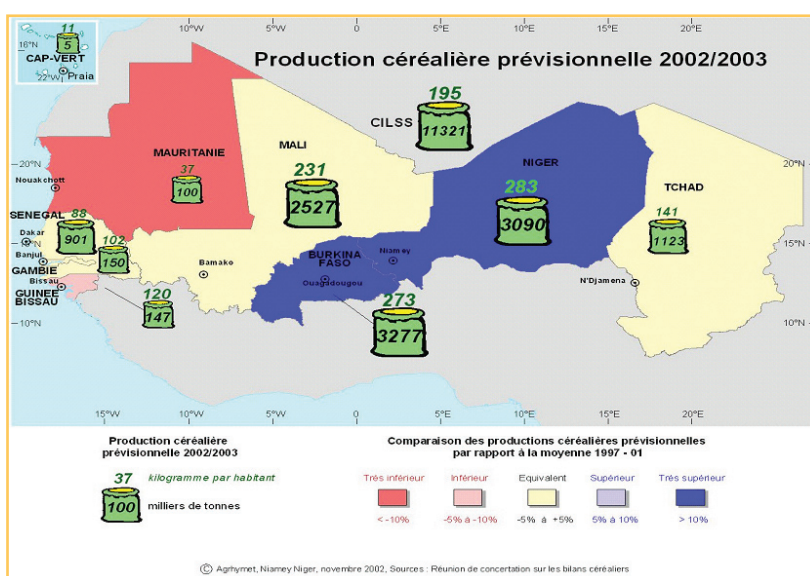 Production céréalière prévisionnelle 2002/2003
11
5
16°N
CAP-VERT
22°W
Praia
195
CILSS
11321
20°N
MAURITANIE
Nouakchott
37
100
MALI
231
2527
NIGER
283
3090
20°N
TCHAD
141
1123
SENEGAL
88
901
Dakar
15°N
Banjul
102
150
GAMBIE
Bissau
GUINEE
BISSAU
Bamako
BURKINA
FASO
Niamey
Ouagadougou
15°N
N'Djamena
120
147
273
3277
10°N
10°N
15°W
10°W
5°W
0°
5°E
10°E
15°E
20°E
Production céréalière
prévisionnelle 2002/2003
37 kilogramme par habitant
100 milliers de tonnes
Comparaison des productions céréalières prévisionnelles
par rapport à la moyenne 1997 - 01
Très inférieur Inférieur Equivalent Supérieur Très supérieur
< -10% -5% à -10% -5% à +5% 5% à 10% > 10%
© Agrhymet, Niamey Niger, novembre 2002, Sources : Réunion de concertation sur les bilans céréaliers